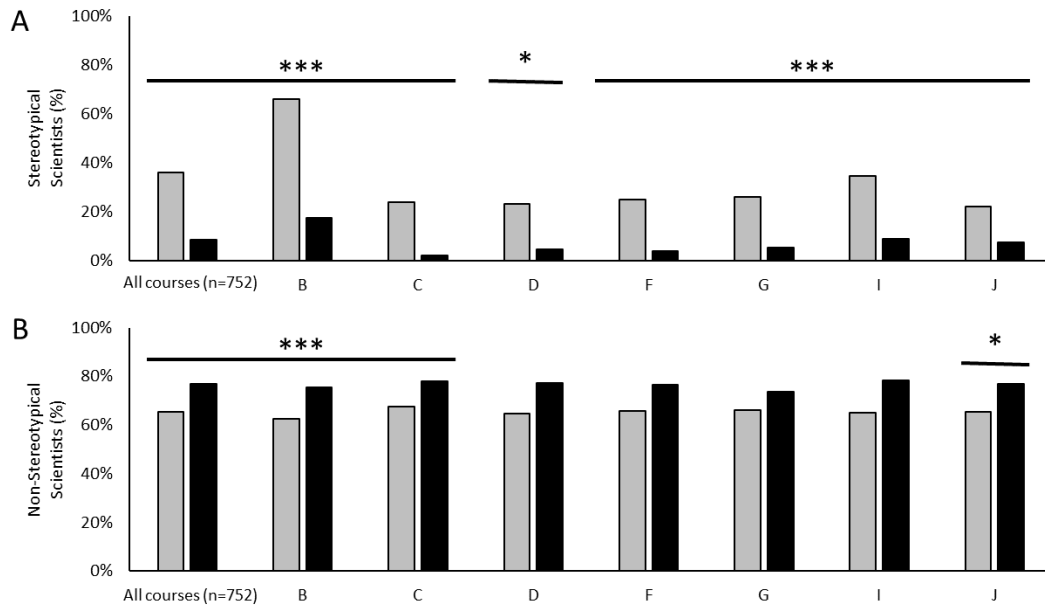 A
Stereotypical
Scientists (%)
100%
80%
60%
40%
20%
0%
***
*
***
All courses (n=752) B C D F G I J
B
Non-Stereotypical
Scientists (%)
100%
80%
60%
40%
20%
0%
***
*
All courses (n=752) B C D F G I J